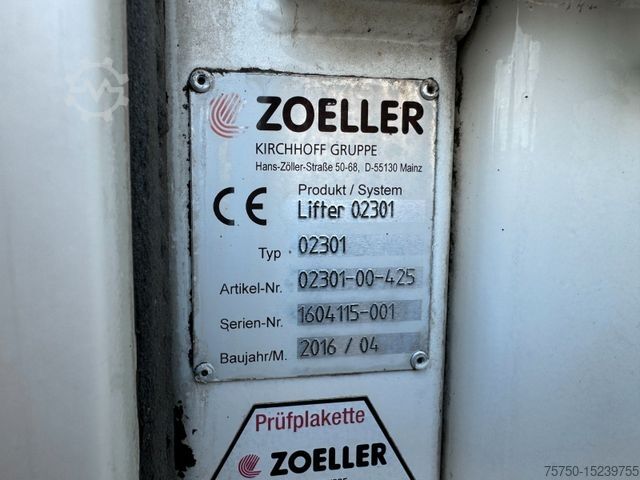 ZOELLER
KIRCHHOFF GRUPPE
Hans-Zöller-Straße 50-68, D-55130 Mainz
CE
Produkt / System
Lifter 02301
Typ 02301
Artikel-Nr. 02301-00-425
Serien-Nr. 1604115-001
Baujahr/M. 2016 / 04
Prüfplakette
ZOELLER
75750-15239755